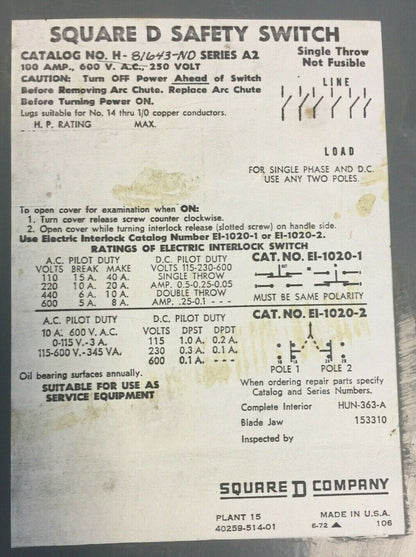 SQUARE D SAFETY SWITCH
CATALOG NO. H-81643-ND SERIES A2
100 AMP., 600 V. A.C., 250 VOLT
Single Throw
Not Fusible
CAUTION: Turn OFF Power Ahead of Switch
Before Removing Arc Chute. Replace Arc Chute
Before Turning Power ON.
Lugs suitable for No. 14 thru 1/0 copper conductors.
H. P. RATING MAX.
LINE
LOAD
FOR SINGLE PHASE AND D.C.
USE ANY TWO POLES.
To open cover for examination when ON:
1. Turn cover release screw counter clockwise.
2. Open cover while turning interlock release (slotted screw) on handle side.
Use Electric Interlock Catalog Number EI-1020-1 or EI-1020-2.
RATINGS OF ELECTRIC INTERLOCK SWITCH
A.C. PILOT DUTY
VOLTS BREAK MAKE
110 15 A. 40 A.
220 10 A. 20 A.
440 6 A. 10 A.
600 5 A. 8 A.
D.C. PILOT DUTY
VOLTS 115-230-600
SINGLE THROW
AMP. 0.5-0.25-0.05
DOUBLE THROW
AMP. .25-0.1 -----
CAT. NO. EI-1020-1
MUST BE SAME POLARITY
A.C. PILOT DUTY
10 A. 600 V. A.C.
0-115 V.-3 A.
115-600 V.-345 VA.
D.C. PILOT DUTY
VOLTS DPST DPDT
115 1.0 A. 0.2 A.
230 0.3 A. 0.1 A.
600 0.1 A. —
CAT. NO. EI-1020-2
POLE 1 POLE 2
Oil bearing surfaces annually.
SUITABLE FOR USE AS
SERVICE EQUIPMENT
When ordering repair parts specify
Catalog and Series Numbers.
Complete Interior HUN-363-A
Blade Jaw 153310
Inspected by
SQUARE D COMPANY
PLANT 15 MADE IN U.S.A.
40259-514-01 6-72 ▲ 106